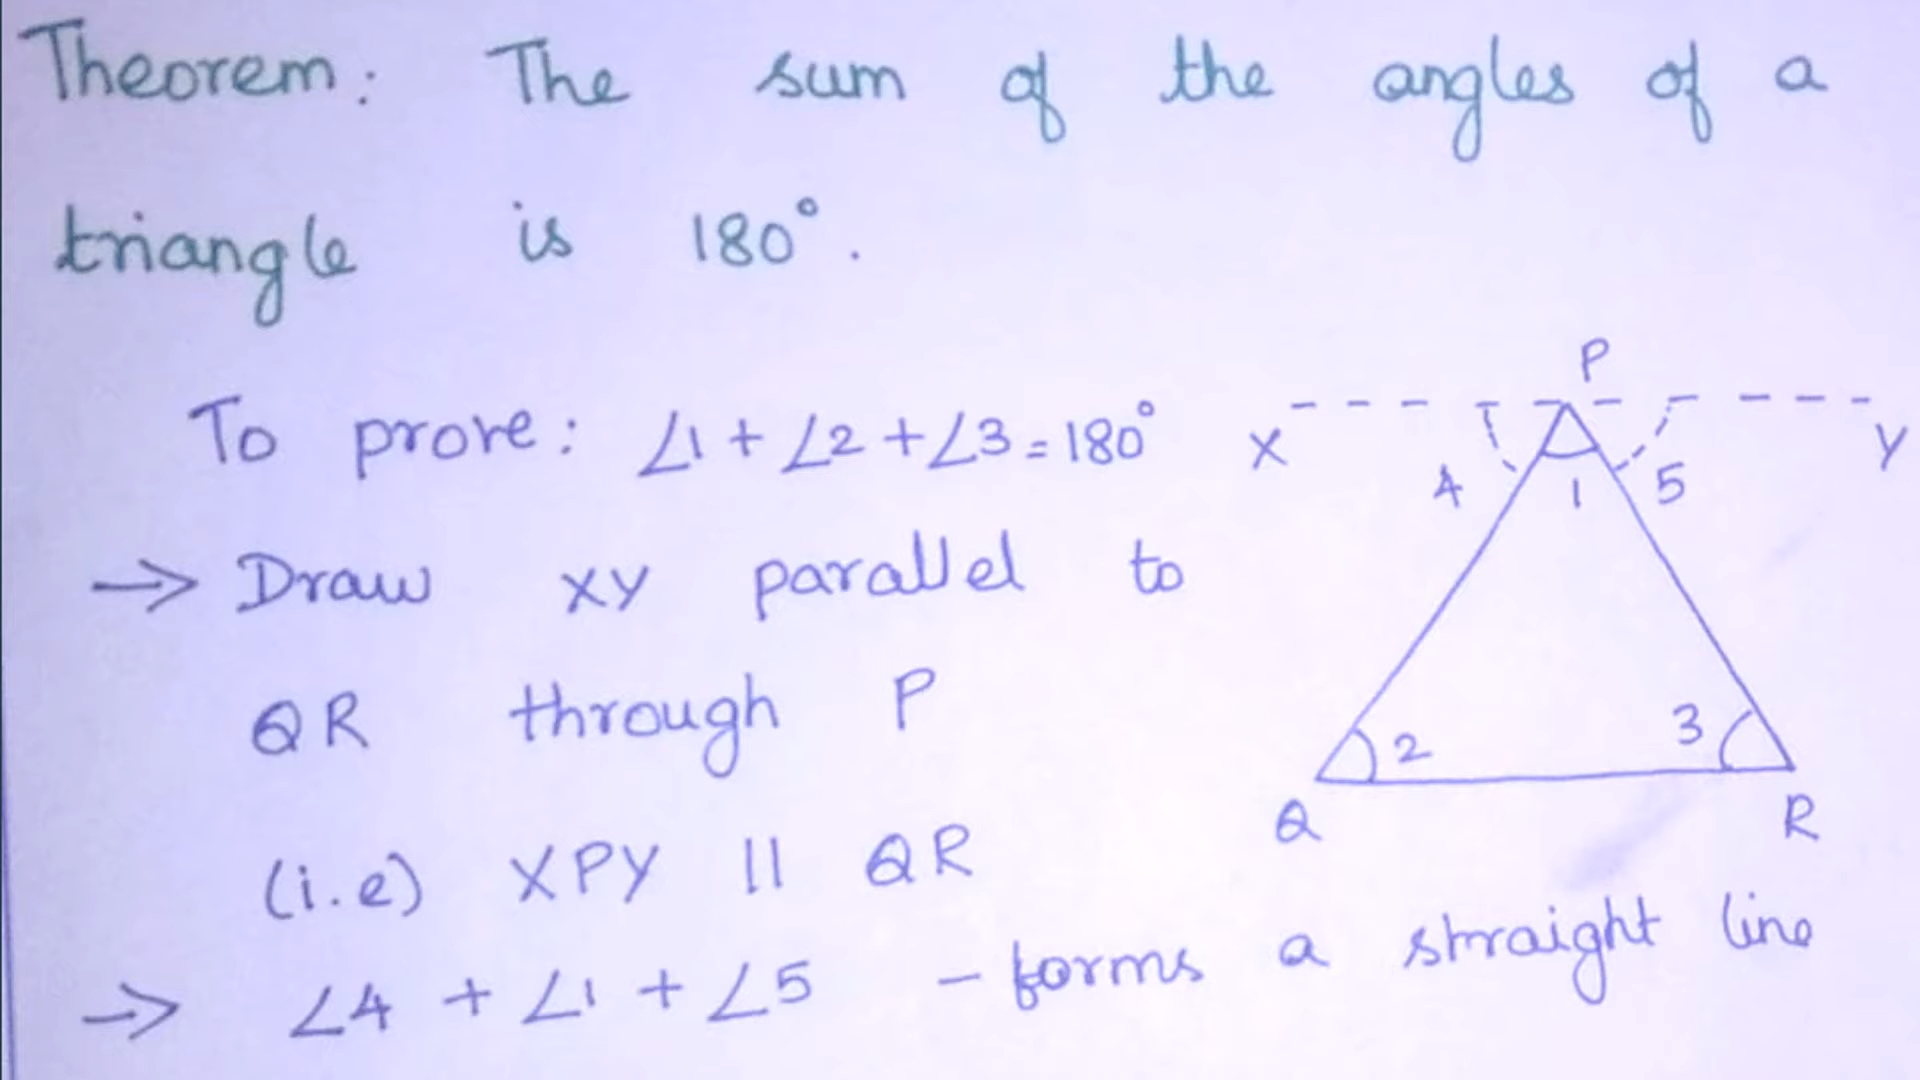 Theorem: The sum of the angles of a
triangle is 180°.
To prove: ∠1 + ∠2 + ∠3 = 180°
→ Draw XY parallel to
QR through P
(i.e) XPY || QR
→ ∠4 + ∠1 + ∠5 - forms a straight line
P
X
Y
4
1
5
2
3
Q
R